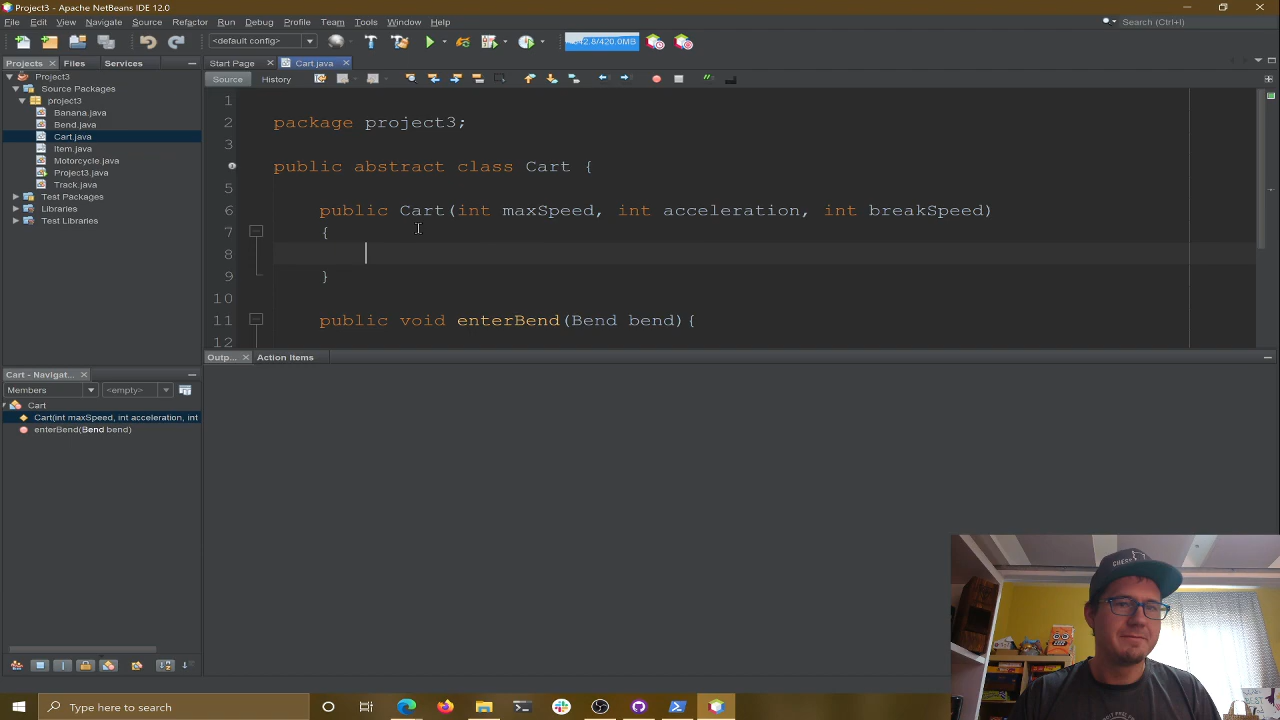 Project3 - Apache NetBeans IDE 12.0
File Edit View Navigate Source Refactor Run Debug Profile Team Tools Window Help
Search (Ctrl+I)
<default config>
Projects Files Services
Start Page Cart.java
Source History
Project3
Source Packages
project3
Banana.java
Bend.java
Cart.java
Item.java
Motorcycle.java
Project3.java
Track.java
Test Packages
Libraries
Test Libraries
1
2 package project3;
3
public abstract class Cart {
5
6 public Cart(int maxSpeed, int acceleration, int breakSpeed)
7 {
8
9 }
10
11 public void enterBend(Bend bend){
12
Outp... Action Items
Cart - Navigat...
Members <empty>
Cart
Cart(int maxSpeed, int acceleration, int
enterBend(Bend bend)
Type here to search